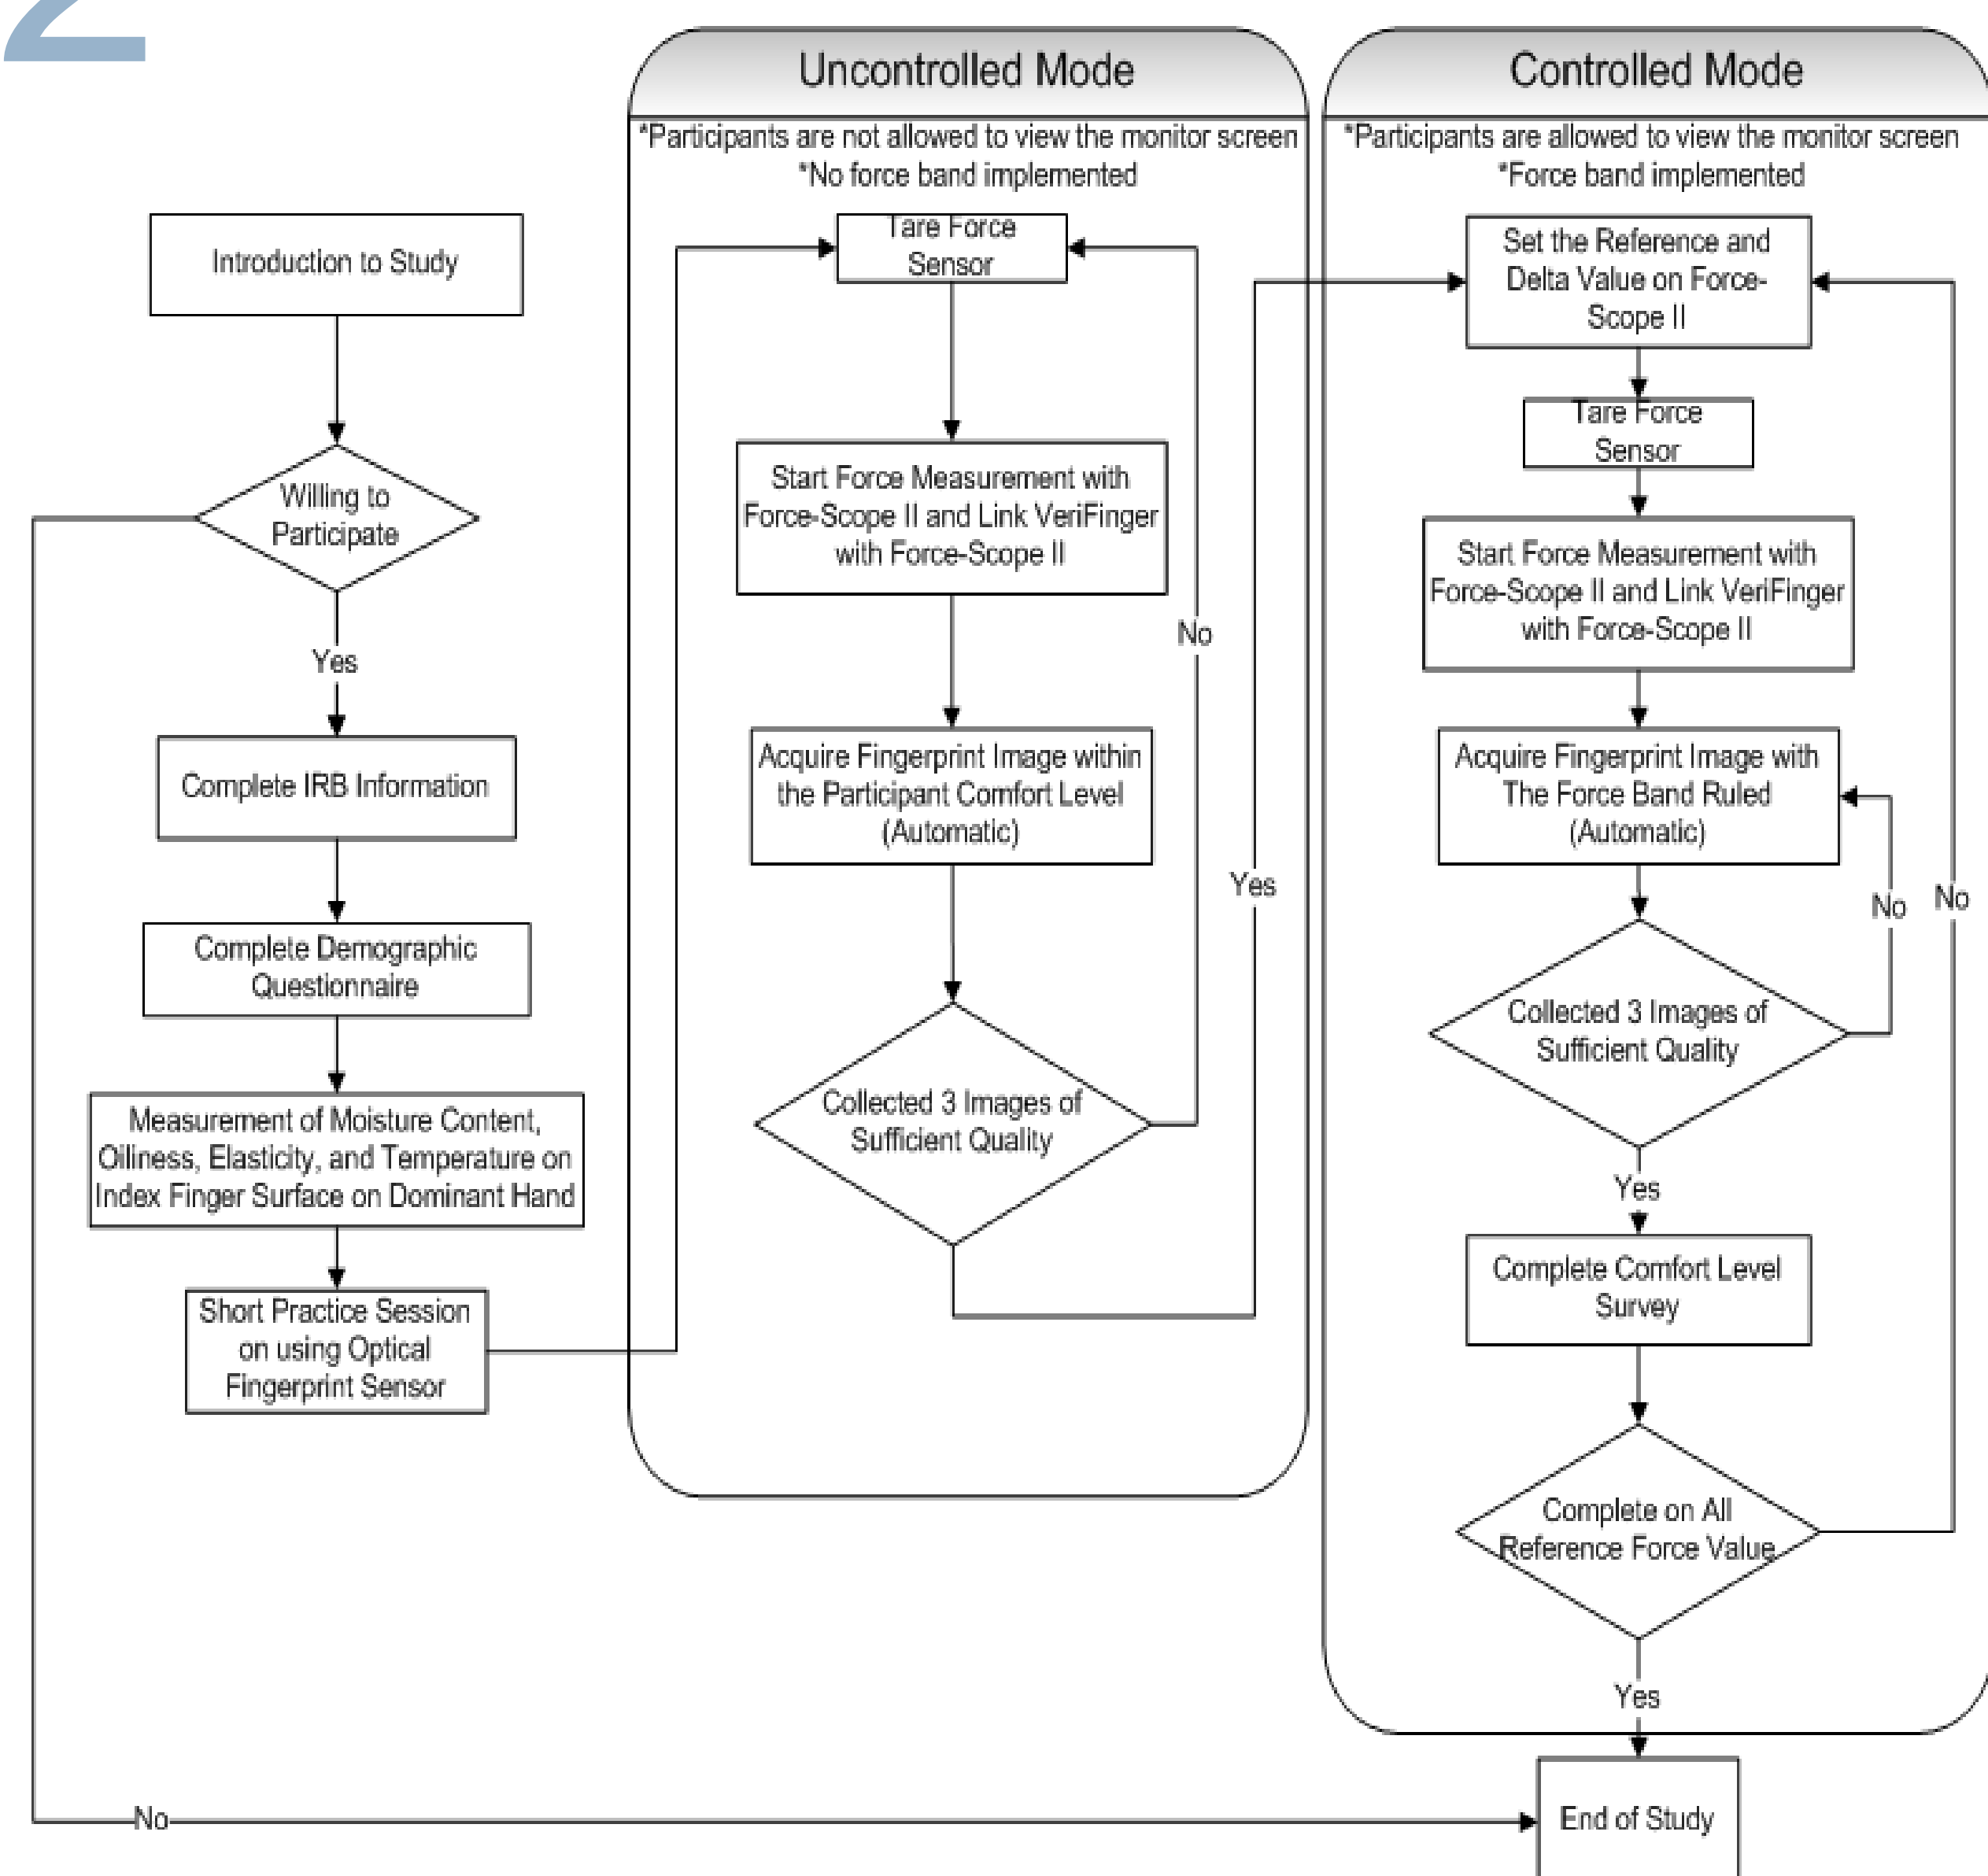 2
Uncontrolled Mode
*Participants are not allowed to view the monitor screen
*No force band implemented
Controlled Mode
*Participants are allowed to view the monitor screen
*Force band implemented
Introduction to Study
Willing to
Participate
Yes
No
Complete IRB Information
Complete Demographic
Questionnaire
Measurement of Moisture Content,
Oiliness, Elasticity, and Temperature on
Index Finger Surface on Dominant Hand
Short Practice Session
on using Optical
Fingerprint Sensor
Tare Force
Sensor
Start Force Measurement with
Force-Scope II and Link VeriFinger
with Force-Scope II
Acquire Fingerprint Image within
the Participant Comfort Level
(Automatic)
Collected 3 Images of
Sufficient Quality
No
Yes
Set the Reference and
Delta Value on Force-
Scope II
Tare Force
Sensor
Start Force Measurement with
Force-Scope II and Link VeriFinger
with Force-Scope II
Acquire Fingerprint Image with
The Force Band Ruled
(Automatic)
Collected 3 Images of
Sufficient Quality
No
Yes
Complete Comfort Level
Survey
Complete on All
Reference Force Value
No
Yes
End of Study